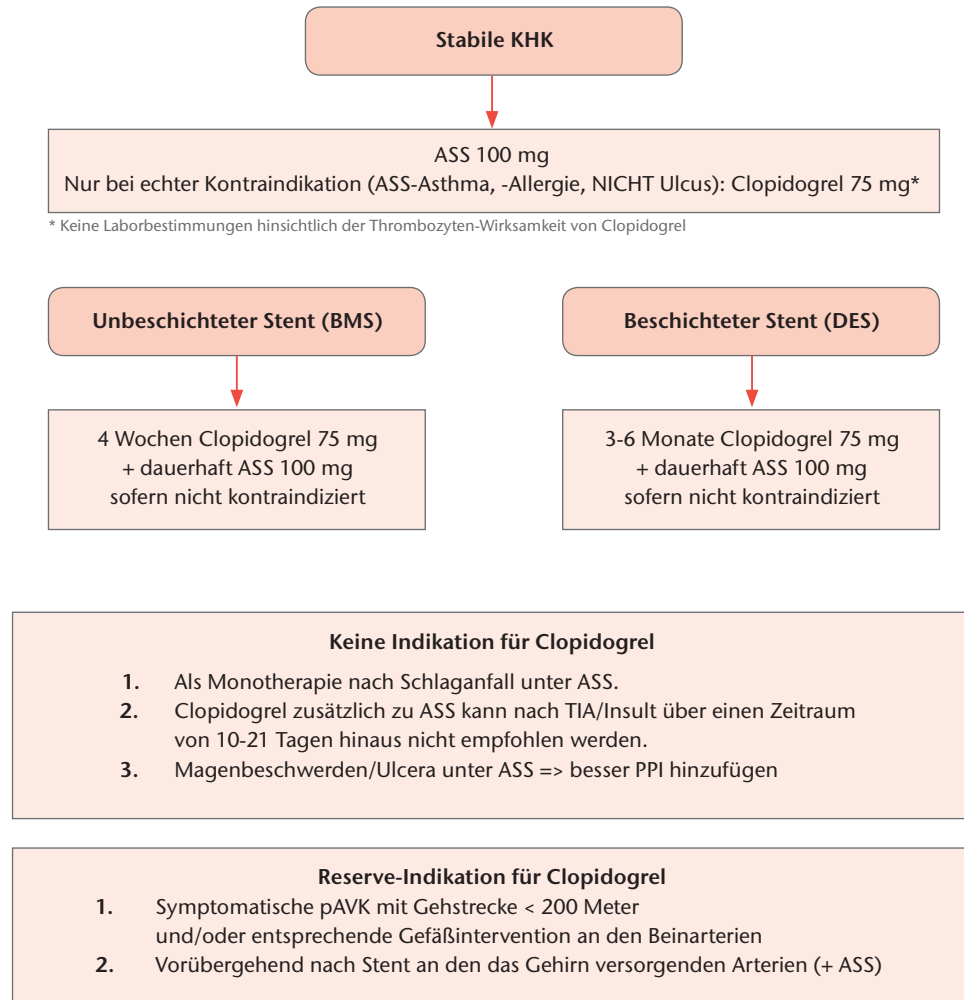 Stabile KHK
ASS 100 mg
Nur bei echter Kontraindikation (ASS-Asthma, -Allergie, NICHT Ulcus): Clopidogrel 75 mg*
* Keine Laborbestimmungen hinsichtlich der Thrombozyten-Wirksamkeit von Clopidogrel
Unbeschichteter Stent (BMS)
4 Wochen Clopidogrel 75 mg
+ dauerhaft ASS 100 mg
sofern nicht kontraindiziert
Beschichteter Stent (DES)
3-6 Monate Clopidogrel 75 mg
+ dauerhaft ASS 100 mg
sofern nicht kontraindiziert
Keine Indikation für Clopidogrel
1. Als Monotherapie nach Schlaganfall unter ASS.
2. Clopidogrel zusätzlich zu ASS kann nach TIA/Insult über einen Zeitraum
von 10-21 Tagen hinaus nicht empfohlen werden.
3. Magenbeschwerden/Ulcera unter ASS => besser PPI hinzufügen
Reserve-Indikation für Clopidogrel
1. Symptomatische pAVK mit Gehstrecke < 200 Meter
und/oder entsprechende Gefäßintervention an den Beinarterien
2. Vorübergehend nach Stent an den das Gehirn versorgenden Arterien (+ ASS)